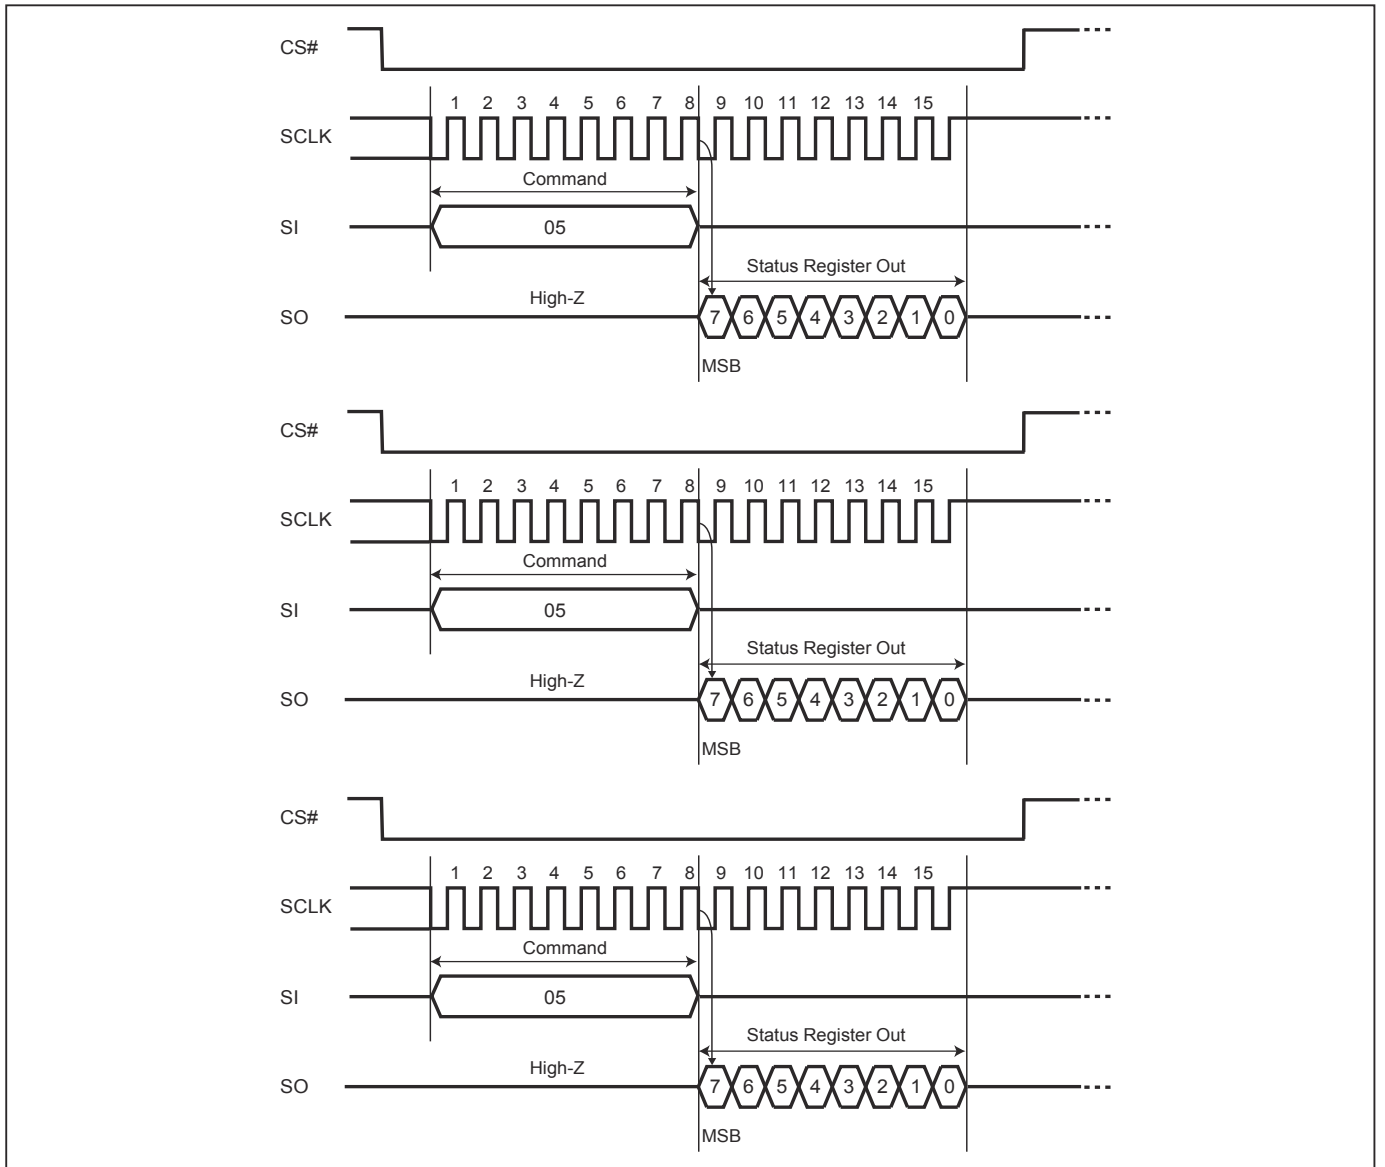 CS#
1 2 3 4 5 6 7 8 9 10 11 12 13 14 15
SCLK
Command
SI 05
Status Register Out
High-Z
SO 7 6 5 4 3 2 1 0
MSB
CS#
1 2 3 4 5 6 7 8 9 10 11 12 13 14 15
SCLK
Command
SI 05
Status Register Out
High-Z
SO 7 6 5 4 3 2 1 0
MSB
CS#
1 2 3 4 5 6 7 8 9 10 11 12 13 14 15
SCLK
Command
SI 05
Status Register Out
High-Z
SO 7 6 5 4 3 2 1 0
MSB